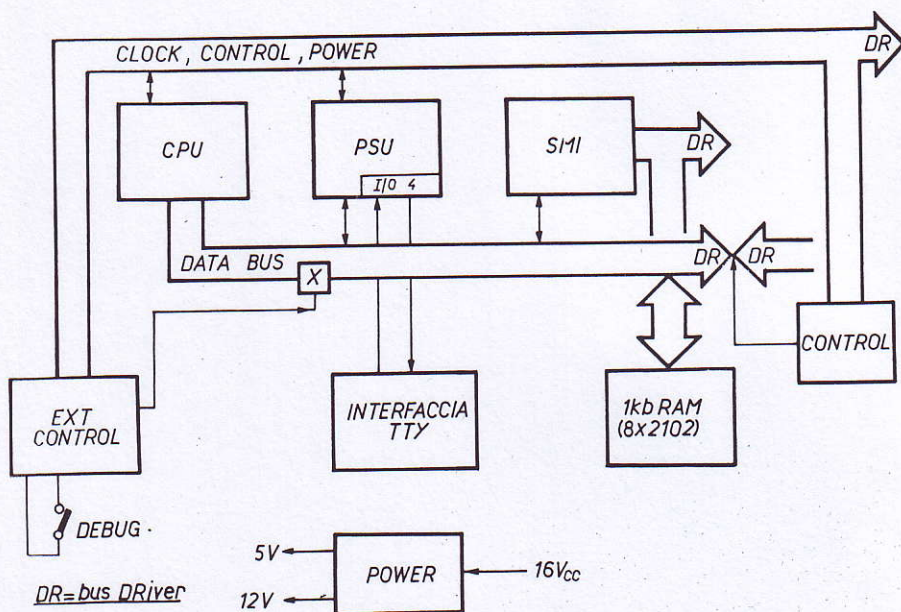 CLOCK, CONTROL, POWER
DR
CPU
PSU
I/O 4
SMI
DR
DATA BUS
X
DR
DR
EXT
CONTROL
INTERFACCIA
TTY
1kb RAM
(8x2102)
CONTROL
DEBUG
DR=bus DRiver
5V
12V
POWER
16Vcc